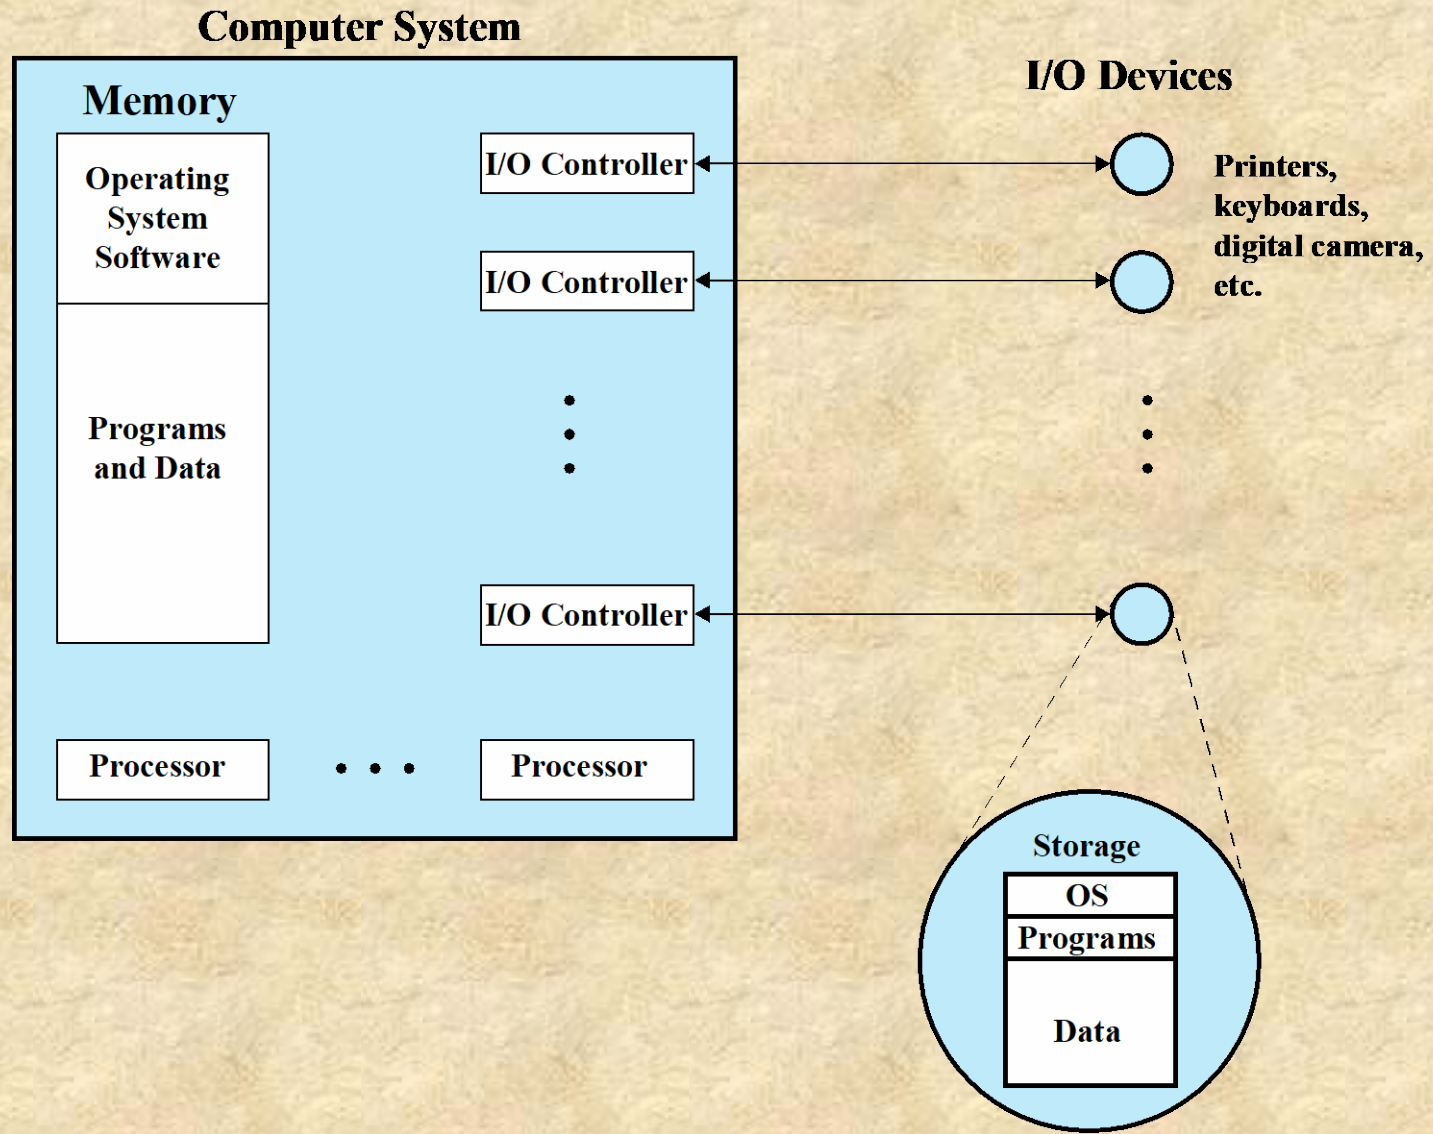 Computer System
I/O Devices
Memory
Operating
System
Software
Programs
and Data
I/O Controller
I/O Controller
I/O Controller
Processor
Processor
Printers,
keyboards,
digital camera,
etc.
Storage
OS
Programs
Data